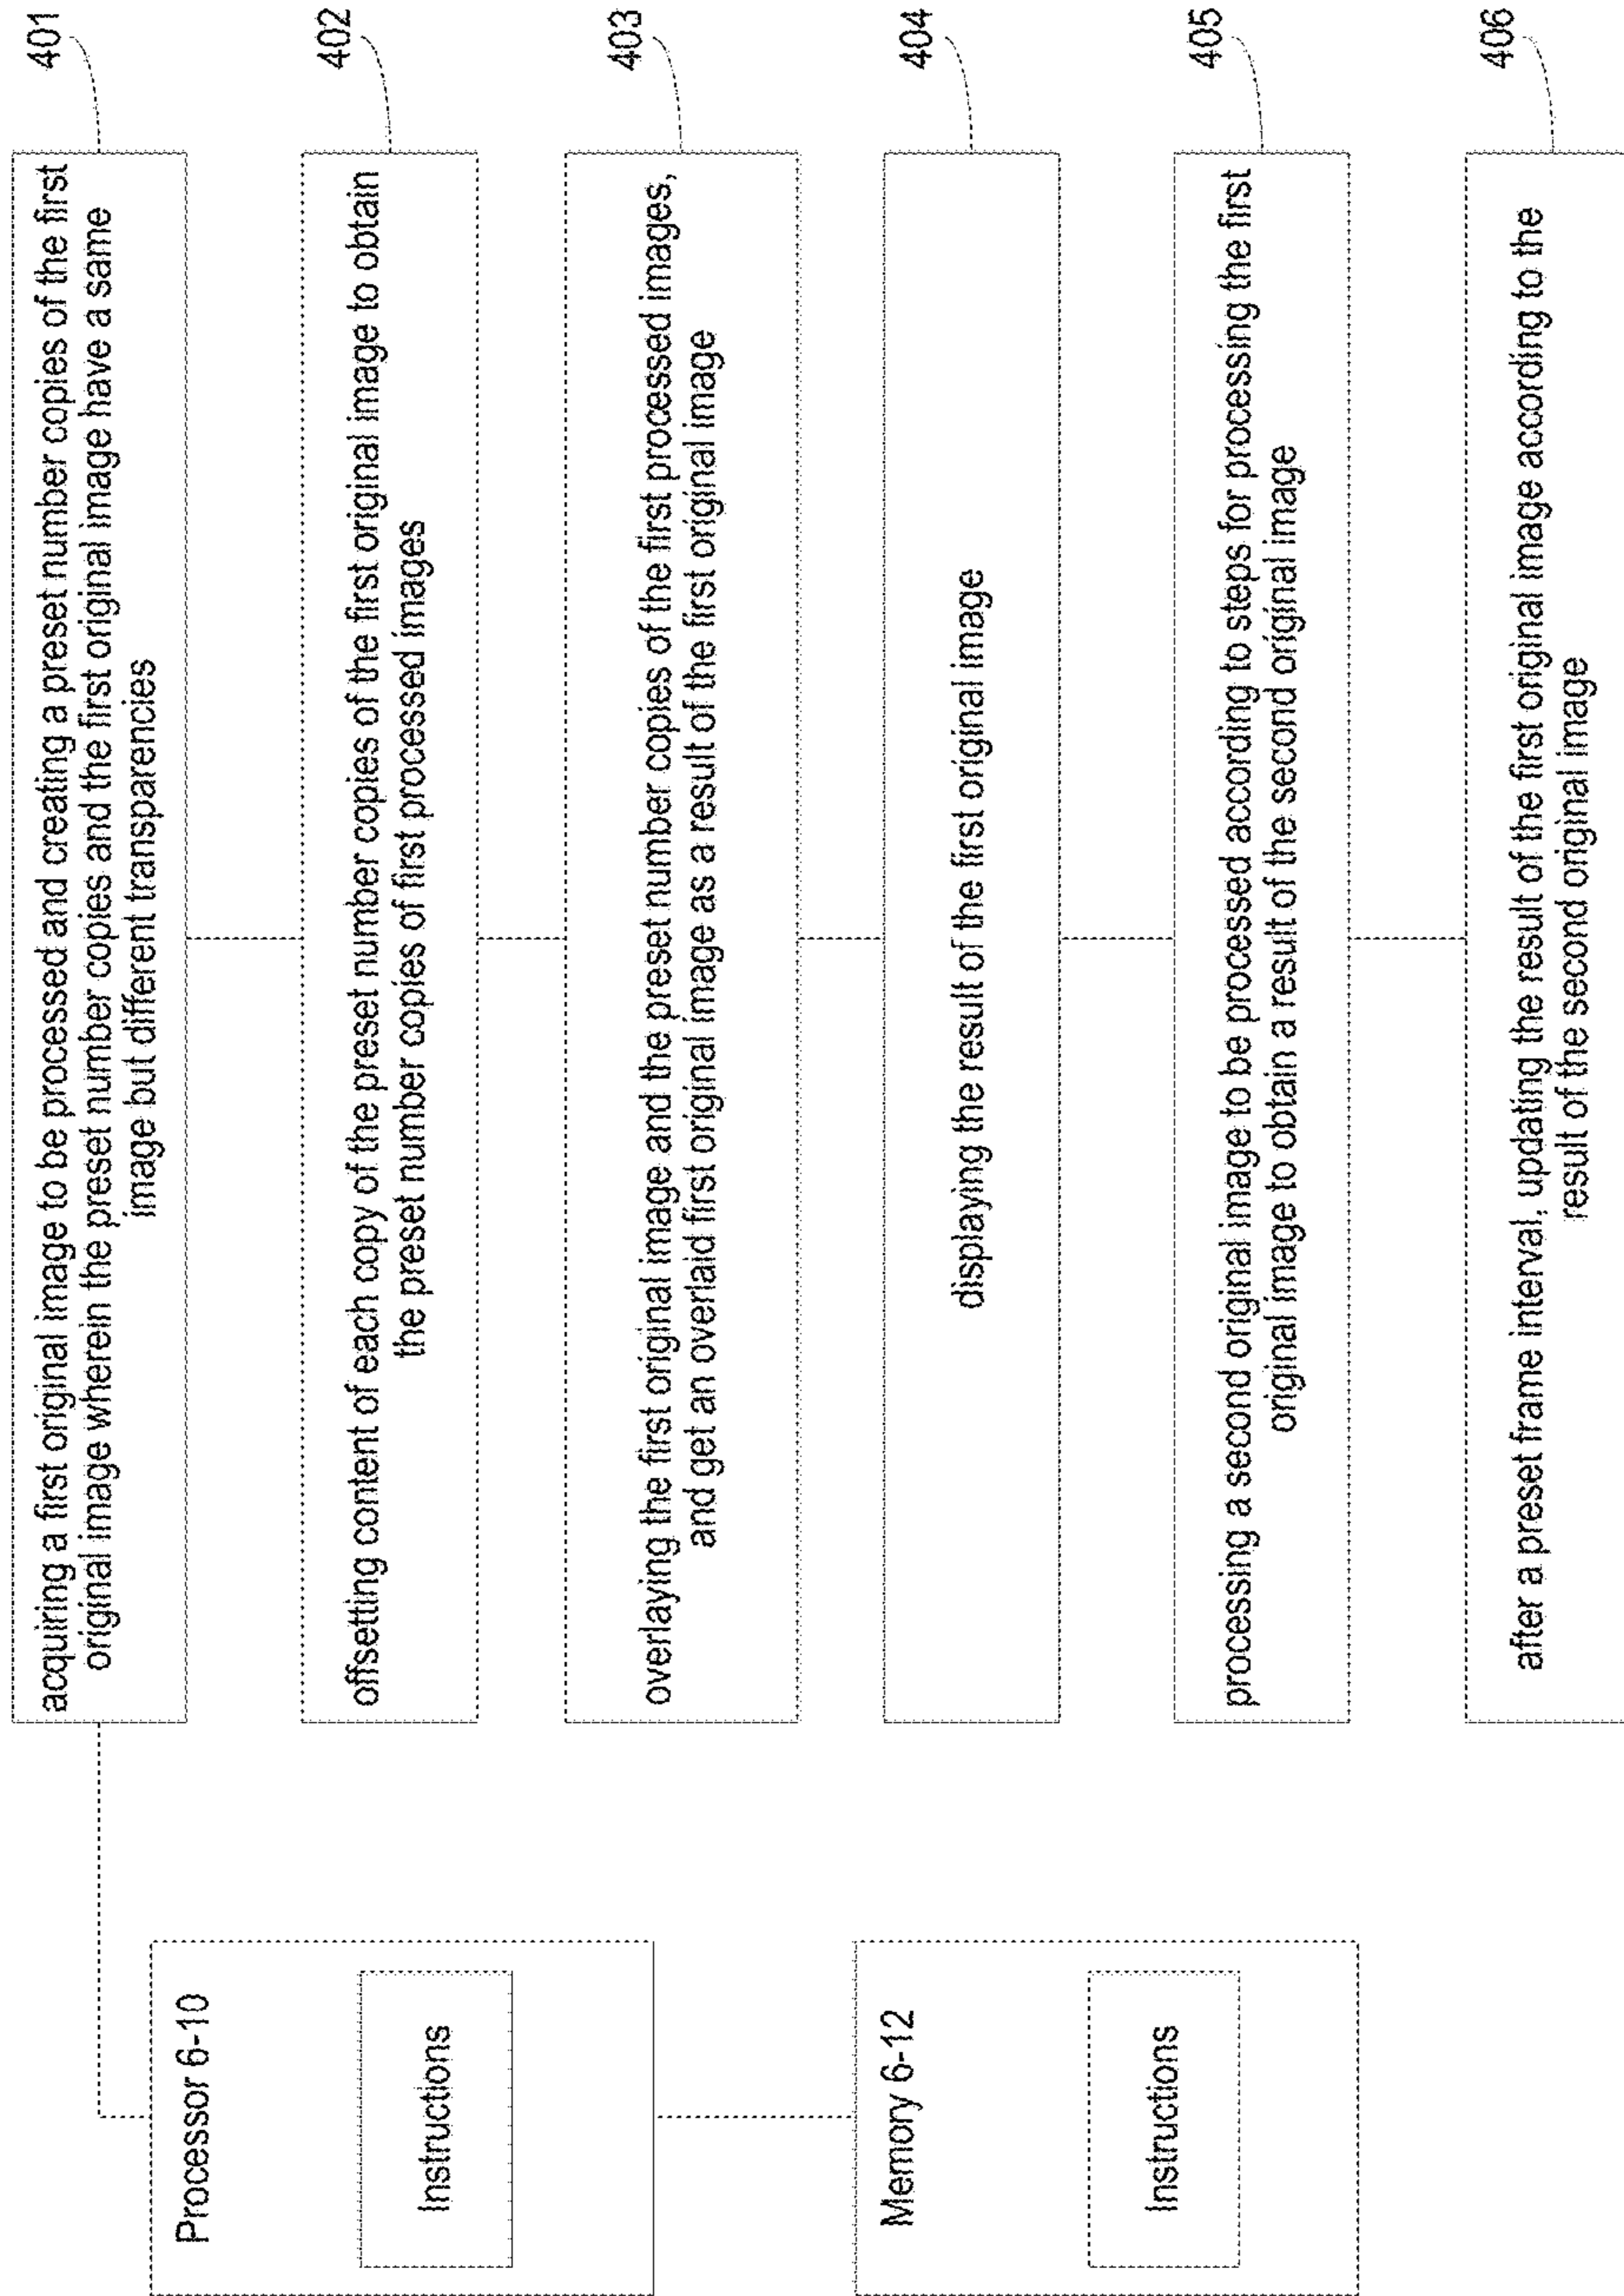 Processor 6-10
Instructions
Memory 6-12
Instructions
acquiring a first original image to be processed and creating a preset number copies of the first
original image wherein the preset number copies and the first original image have a same
image but different transparencies
401
offsetting content of each copy of the preset number copies of the first original image to obtain
the preset number copies of first processed images
402
overlaying the first original image and the preset number copies of the first processed images,
and get an overlaid first original image as a result of the first original image
403
displaying the result of the first original image
404
processing a second original image to be processed according to steps for processing the first
original image to obtain a result of the second original image
405
after a preset frame interval, updating the result of the first original image according to the
result of the second original image
406